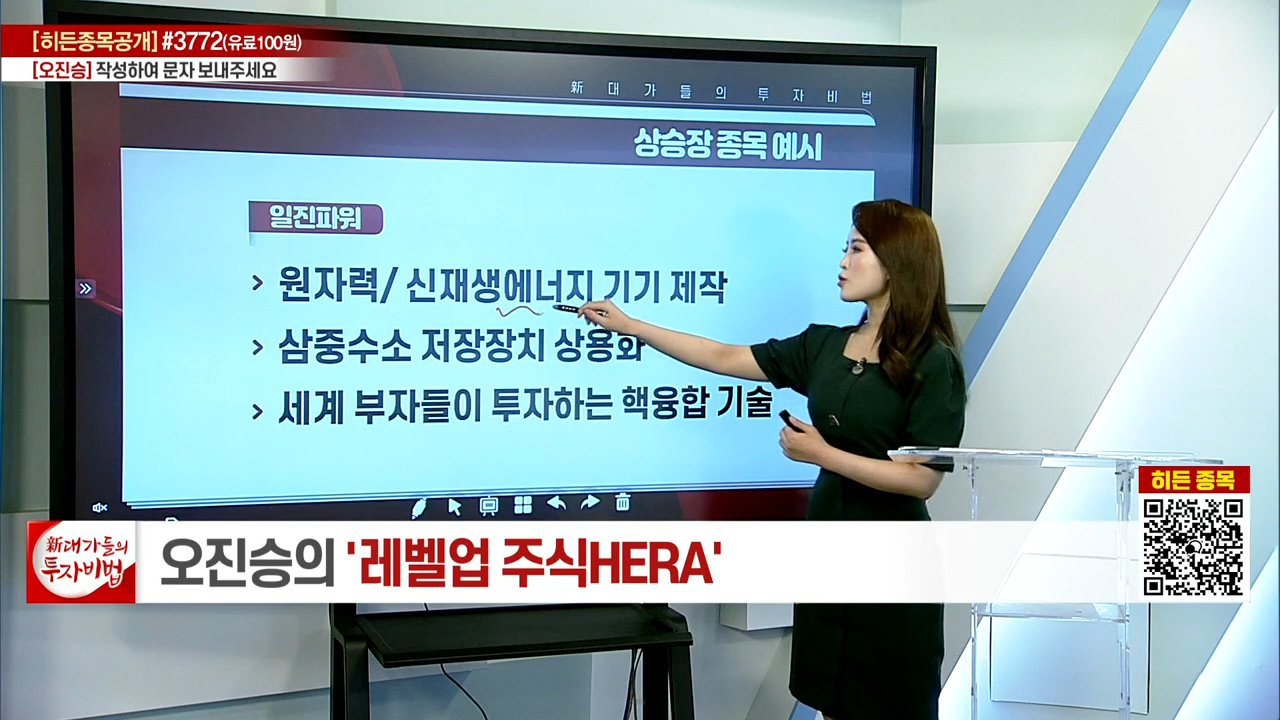 [히든종목공개] #3772(유료100원)
[오진승] 작성하여 문자 보내주세요
新 대 가 들 의 투 자 비 법
상승장 종목 예시
일진파워
> 원자력/ 신재생에너지 기기 제작
> 삼중수소 저장장치 상용화
> 세계 부자들이 투자하는 핵융합 기술
히든 종목
新대가들의
투자비법
오진승의 '레벨업 주식HERA'